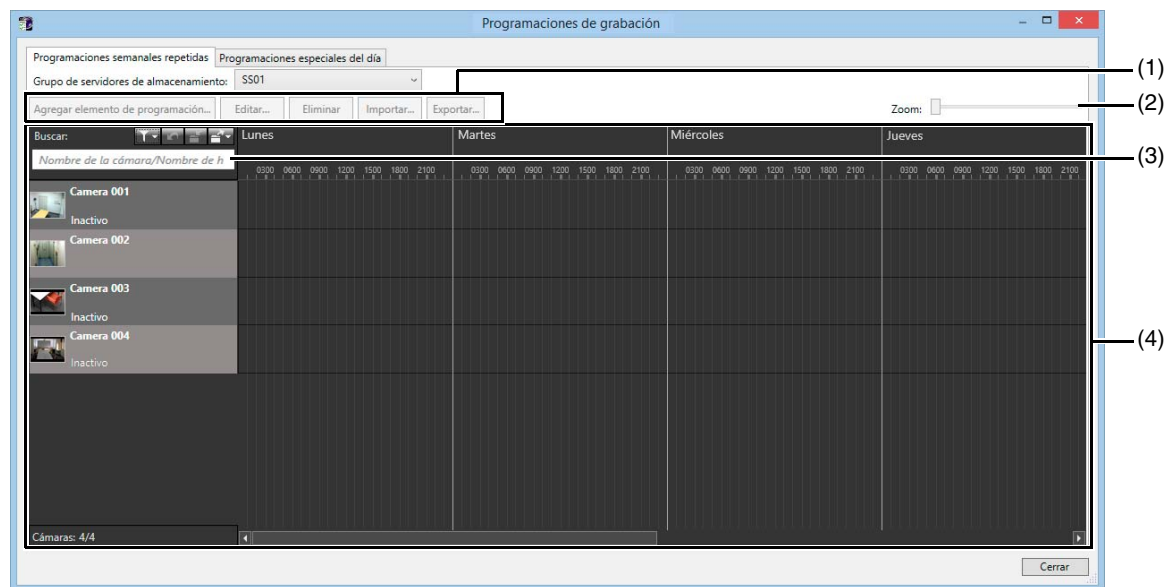 Programaciones de grabación
Programaciones semanales repetidas Programaciones especiales del día
Grupo de servidores de almacenamiento: SS01
(1)
Agregar elemento de programación... Editar... Eliminar Importar... Exportar... Zoom:
(2)
Buscar: Lunes Martes Miércoles Jueves
Nombre de la cámara/Nombre de h
(3)
0300 0600 0900 1200 1500 1800 2100 0300 0600 0900 1200 1500 1800 2100 0300 0600 0900 1200 1500 1800 2100 0300 0600 0900 1200 1500 1800 2100
Camera 001
Inactivo
Camera 002
Camera 003
Inactivo
Camera 004
Inactivo
(4)
Cámaras: 4/4
Cerrar